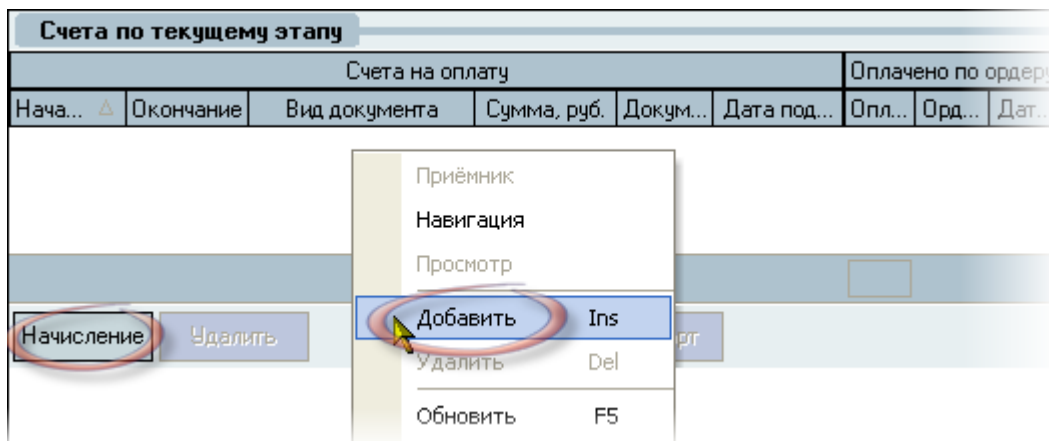 Счета по текущему этапу
Счета на оплату Оплачено по ордеру
Нача... Окончание Вид документа Сумма, руб. Докум... Дата под... Опл... Орд... Дат...
Приёмник
Навигация
Просмотр
Добавить Ins
Начисление Удалить
Удалить Del
Обновить F5